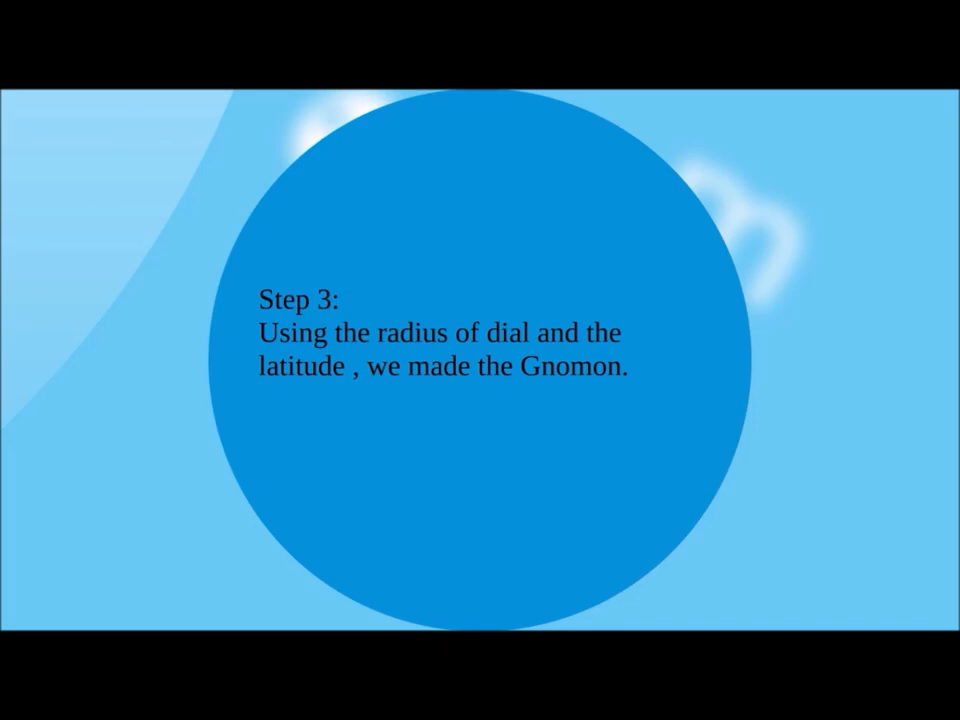 Step 3:
Using the radius of dial and the
latitude , we made the Gnomon.